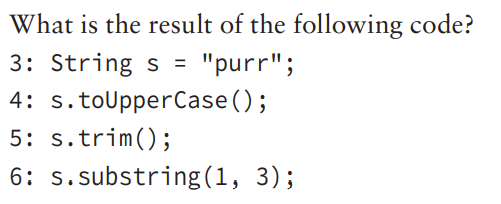 What is the result of the following code?
3: String s = "purr";
4: s.toUpperCase();
5: s.trim();
6: s.substring(1, 3);